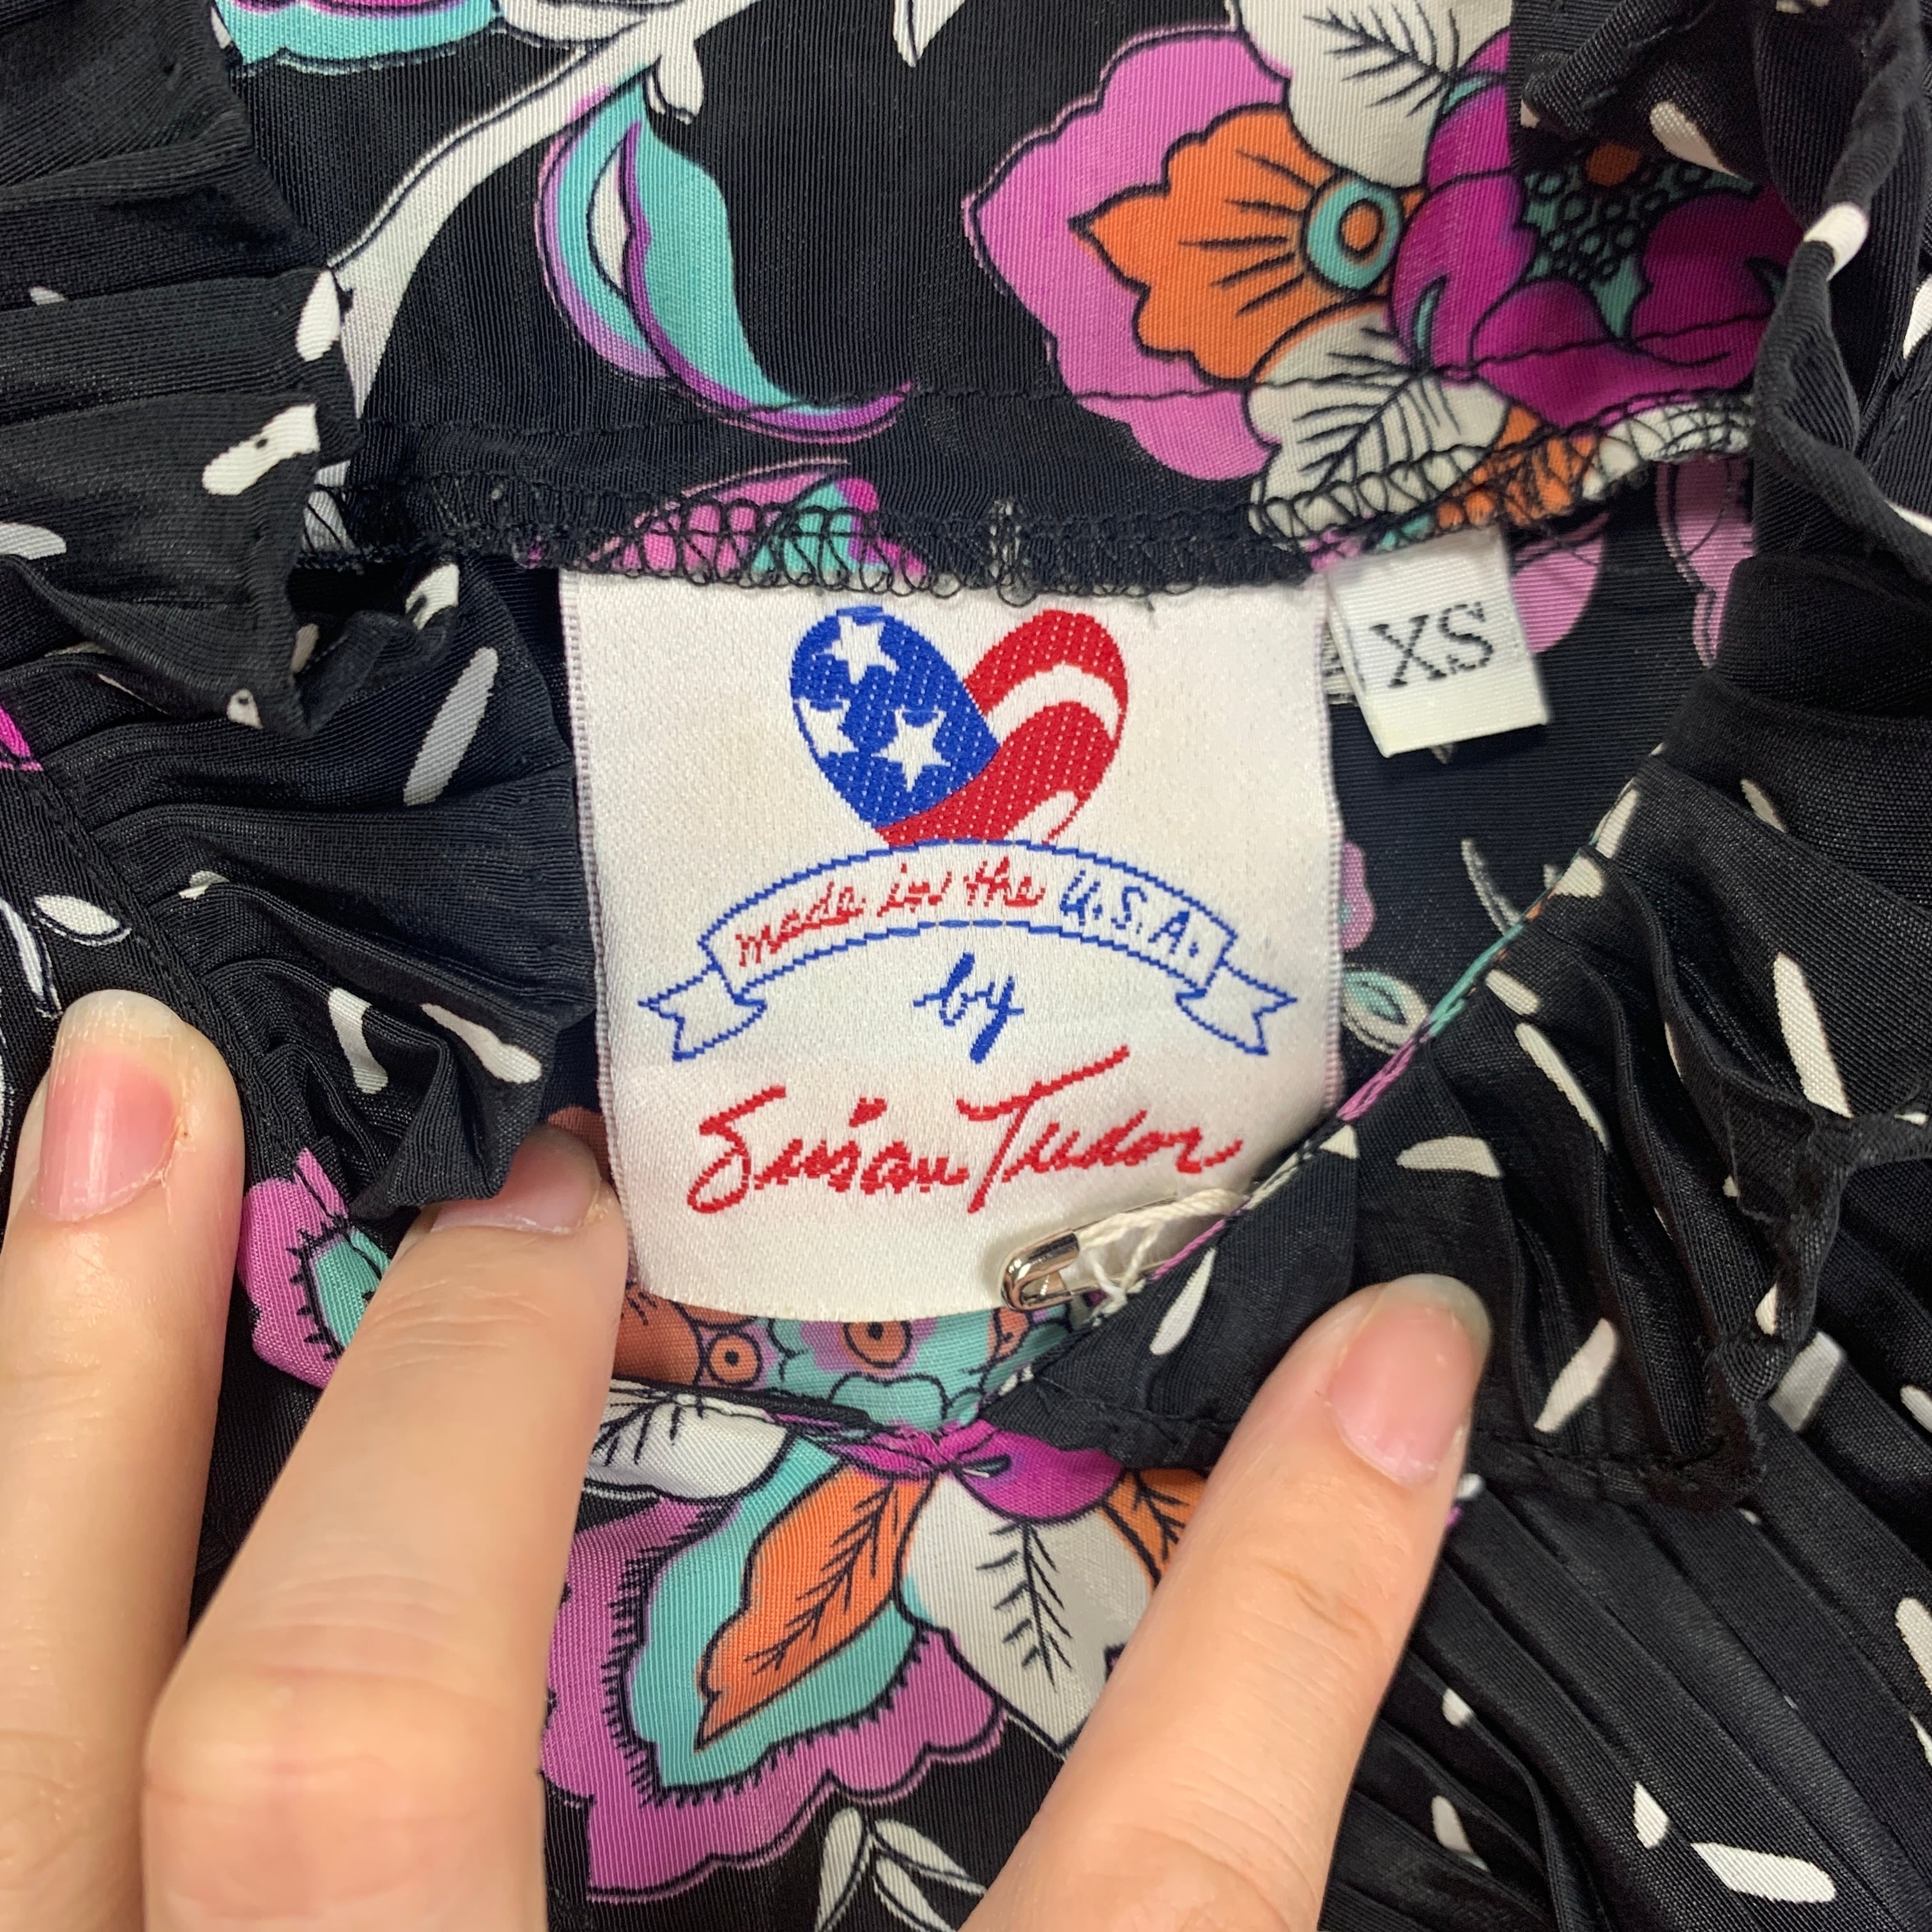 XS
made in the U.S.A.
by
Susan Tudor